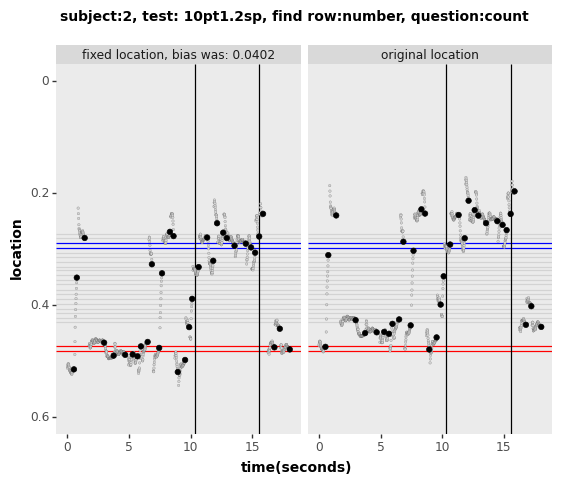 subject:2, test: 10pt1.2sp, find row:number, question:count
fixed location, bias was: 0.0402
original location
location
0
0.2
0.4
0.6
0
5
10
15
0
5
10
15
time(seconds)